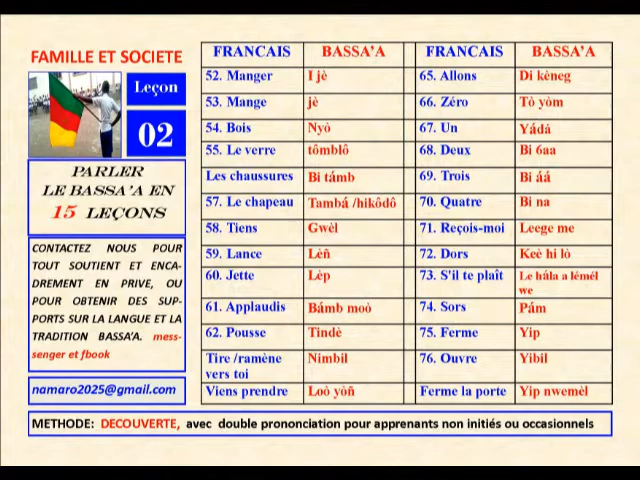 FAMILLE ET SOCIETE
Leçon
02
PARLER
LE BASSA'A EN
15 LEÇONS
CONTACTEZ NOUS POUR
TOUT SOUTIENT ET ENCA-
DREMENT EN PRIVE, OU
POUR OBTENIR DES SUP-
PORTS SUR LA LANGUE ET LA
TRADITION BASSA'A. mess-
senger et fbook
namaro2025@gmail.com
FRANCAIS BASSA'A FRANCAIS BASSA'A
52. Manger I jè 65. Allons Di kèneg
53. Mange jè 66. Zéro Tò yòm
54. Bois Nyò 67. Un Yádà
55. Le verre tômblô 68. Deux Bi 6aa
Les chaussures Bi támb 69. Trois Bi áá
57. Le chapeau Tambá /hikôdô 70. Quatre Bi na
58. Tiens Gwèl 71. Reçois-moi Leege me
59. Lance Lèñ 72. Dors Keè hi lò
60. Jette Lèp 73. S'il te plaît Le hála a lémél
we
61. Applaudis Bámb moò 74. Sors Pám
62. Pousse Tindè 75. Ferme Yip
Tire /ramène Nimbil 76. Ouvre Yibil
vers toi
Viens prendre Loò yòñ Ferme la porte Yip nwemèl
METHODE: DECOUVERTE, avec double prononciation pour apprenants non initiés ou occasionnels